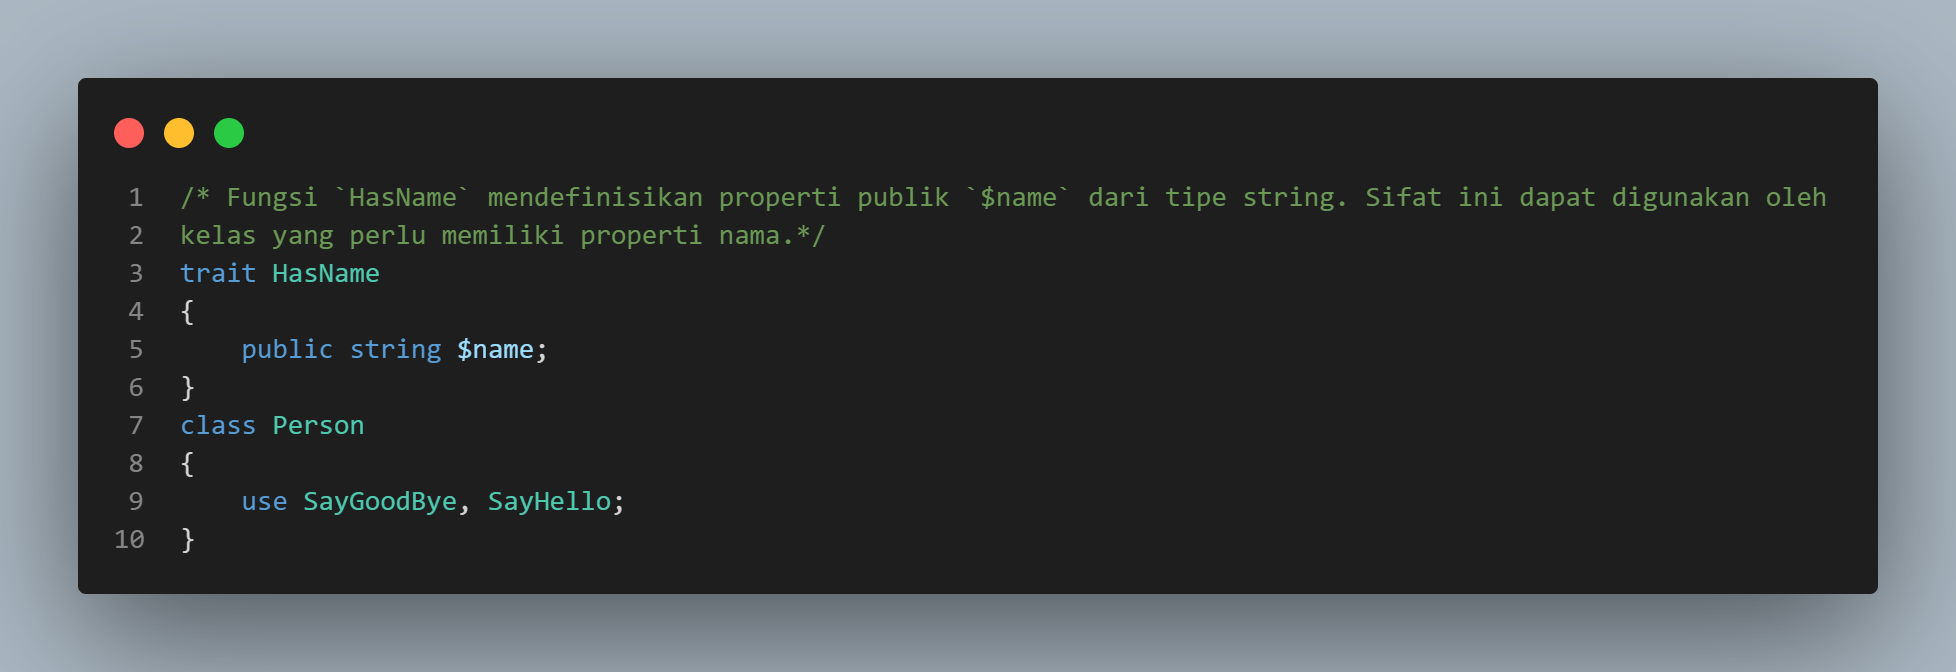 1 /* Fungsi `HasName` mendefinisikan properti publik `$name` dari tipe string. Sifat ini dapat digunakan oleh
2 kelas yang perlu memiliki properti nama.*/
3 trait HasName
4 {
5     public string $name;
6 }
7 class Person
8 {
9     use SayGoodBye, SayHello;
10 }